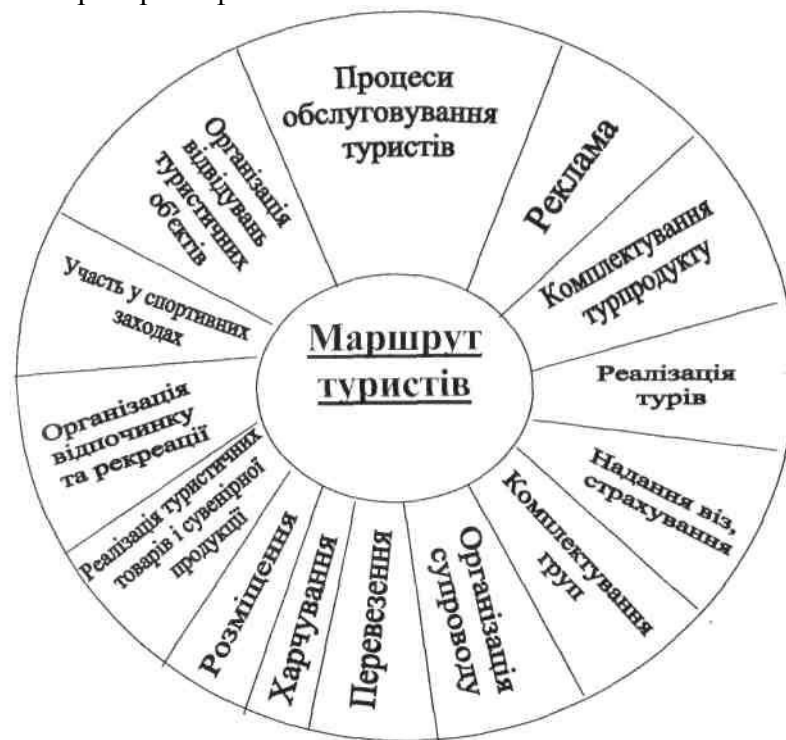 Процеси
обслуговування
туристів
Реклама
Комплектування
турпродукту
Реалізація
турів
Надання віз,
страхування
Комплектування
груп
Організація
супроводу
Перевезення
Харчування
Розміщення
Реалізація туристичних
товарів і сувенірної
продукції
Організація
відпочинку
та рекреації
Участь у спортивних
заходах
Організація
відвідувань
туристичних
об'єктів
Маршрут
туристів